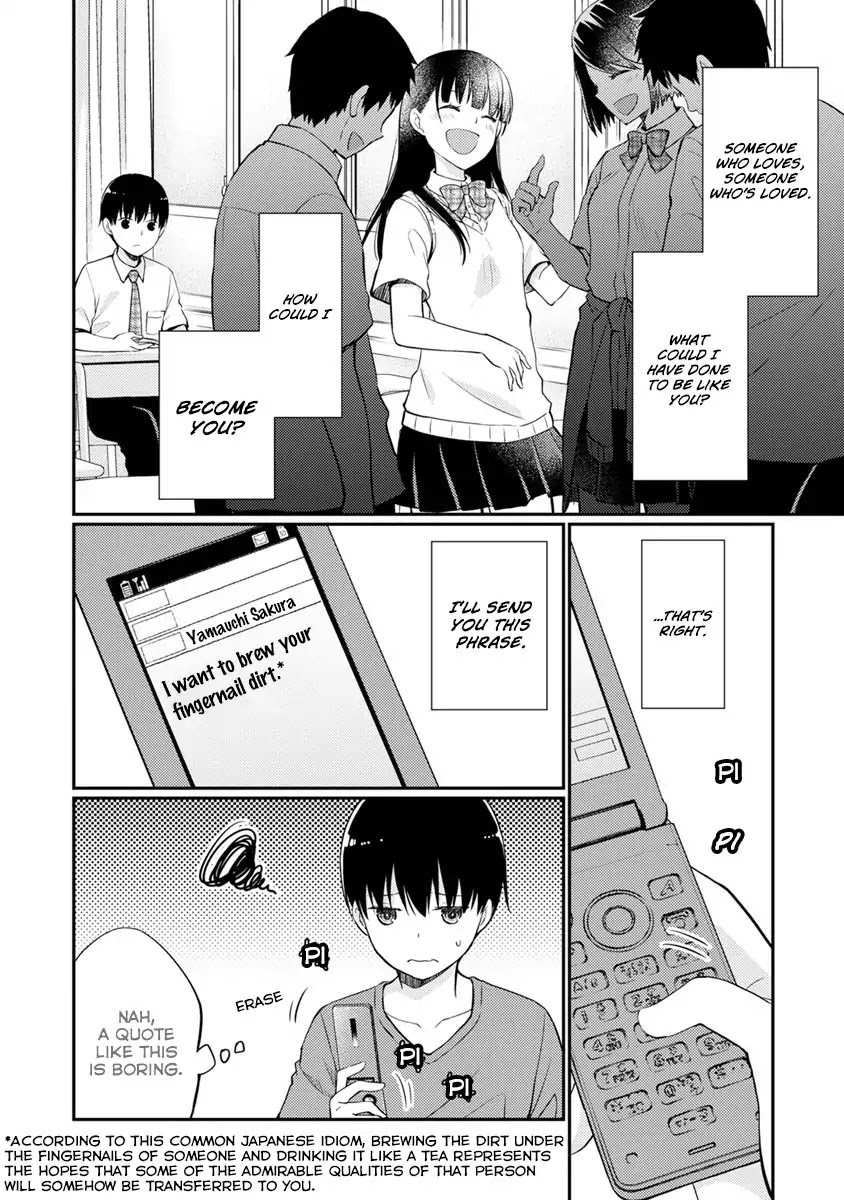 SOMEONE
WHO LOVES,
SOMEONE
WHO'S LOVED.
WHAT
COULD I
HAVE DONE
TO BE LIKE
YOU?
HOW
COULD I
BECOME
YOU?
...THAT'S
RIGHT.
PI
PI
I'LL SEND
YOU THIS
PHRASE.
Yamauchi Sakura
I want to brew your
fingernail dirt.*
PI
ERASE
PI
PI
NAH,
A QUOTE
LIKE THIS
IS BORING.
*ACCORDING TO THIS COMMON JAPANESE IDIOM, BREWING THE DIRT UNDER
THE FINGERNAILS OF SOMEONE AND DRINKING IT LIKE A TEA REPRESENTS
THE HOPES THAT SOME OF THE ADMIRABLE QUALITIES OF THAT PERSON
WILL SOMEHOW BE TRANSFERRED TO YOU.